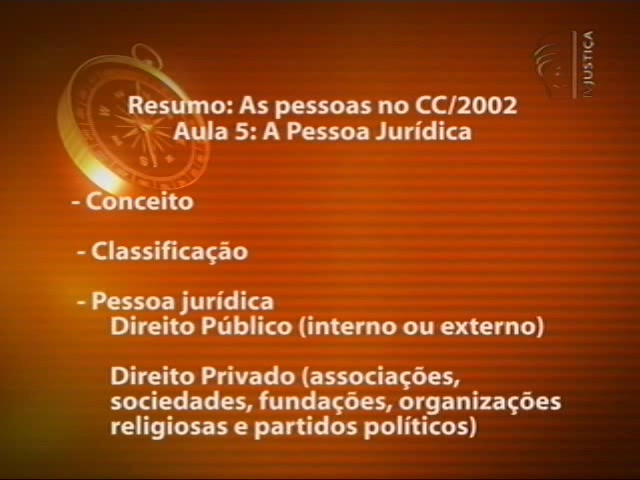 TV JUSTIÇA
Resumo: As pessoas no CC/2002
Aula 5: A Pessoa Jurídica
- Conceito
- Classificação
- Pessoa jurídica
Direito Público (interno ou externo)
Direito Privado (associações,
sociedades, fundações, organizações
religiosas e partidos políticos)